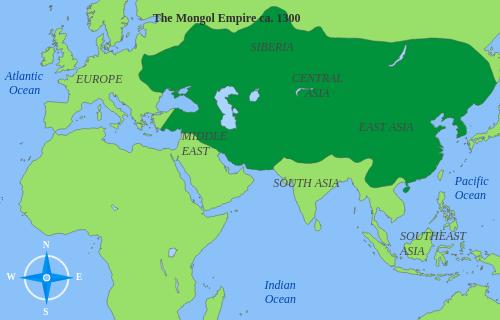 The Mongol Empire ca. 1300
SIBERIA
Atlantic
Ocean
EUROPE
CENTRAL
ASIA
EAST ASIA
MIDDLE
EAST
SOUTH ASIA
Pacific
Ocean
SOUTHEAST
ASIA
N
W
E
S
Indian
Ocean